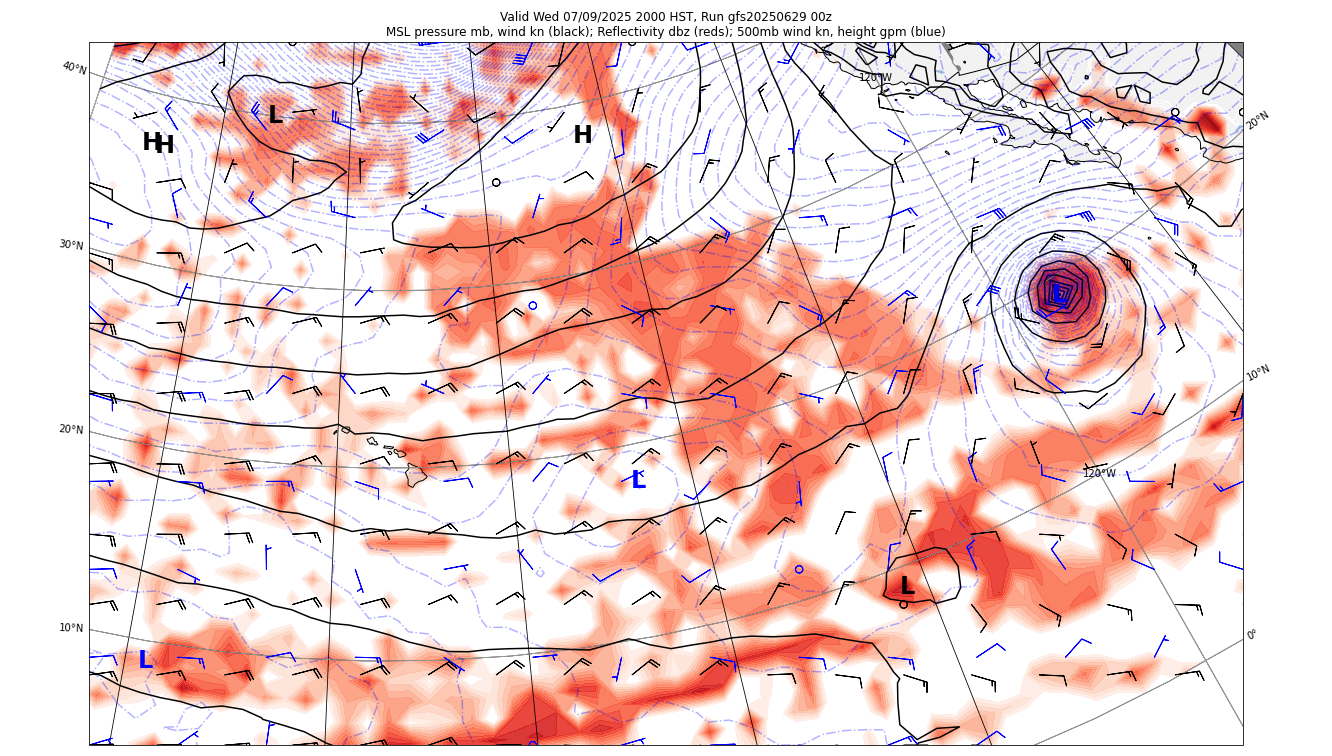 Valid Wed 07/09/2025 2000 HST, Run gfs20250629 00z
MSL pressure mb, wind kn (black); Reflectivity dbz (reds); 500mb wind kn, height gpm (blue)
40°N
120°W
20°N
L
H
H
H
30°N
L
10°N
20°N
L
120°W
L
10°N
0°
L